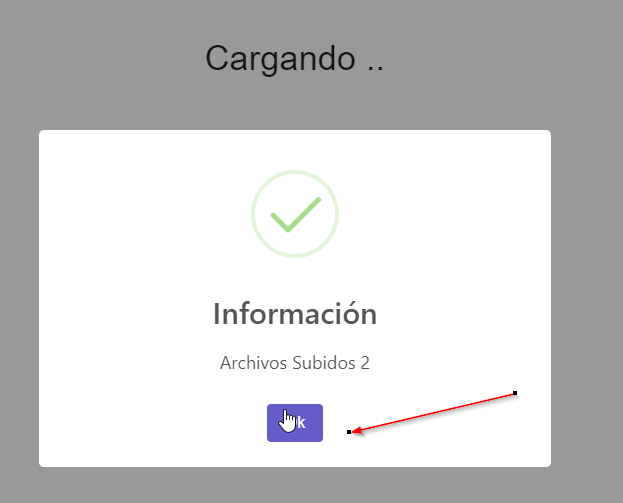 Cargando ..
Información
Archivos Subidos 2